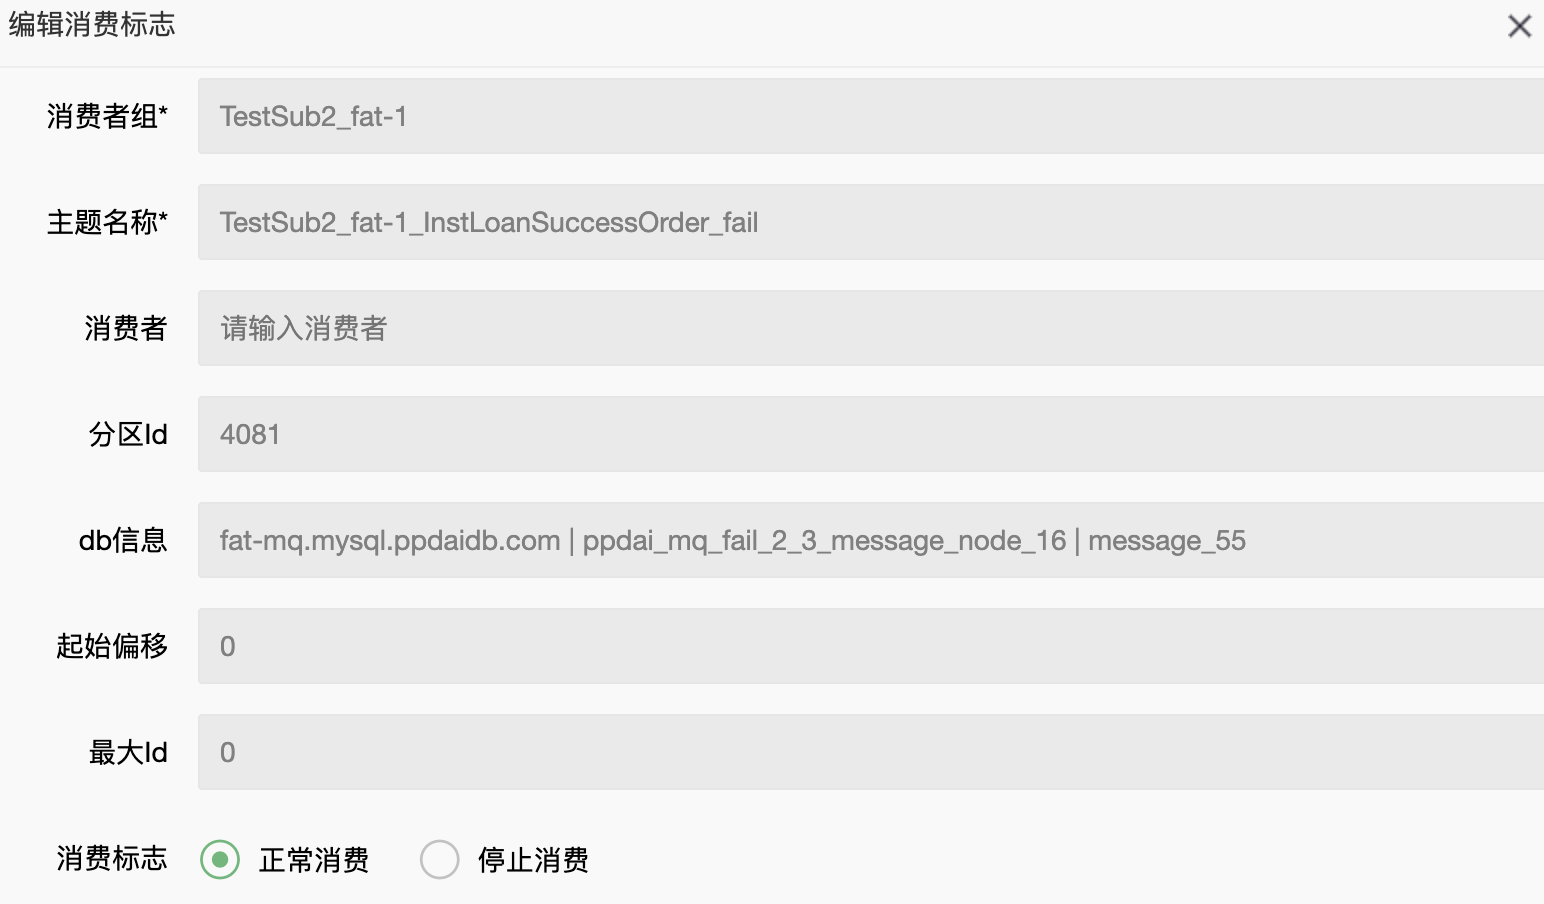 编辑消费标志
消费者组* TestSub2_fat-1
主题名称* TestSub2_fat-1_InstLoanSuccessOrder_fail
消费者 请输入消费者
分区Id 4081
db信息 fat-mq.mysql.ppdaidb.com | ppdai_mq_fail_2_3_message_node_16 | message_55
起始偏移 0
最大Id 0
消费标志 正常消费 停止消费